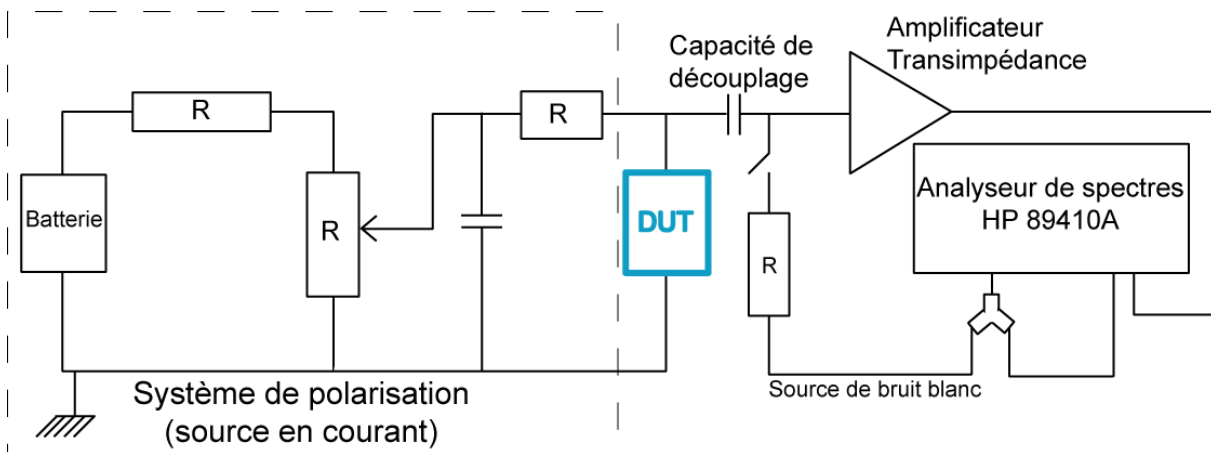 Amplificateur
Transimpédance
Capacité de
découplage
R
R
Batterie
R
DUT
R
Analyseur de spectres
HP 89410A
Source de bruit blanc
Système de polarisation
(source en courant)